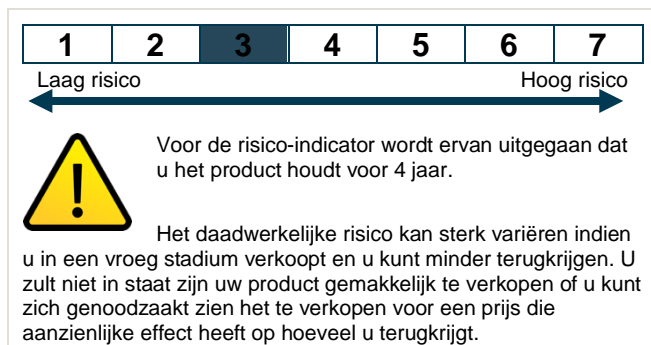 1 2 3 4 5 6 7
Laag risico Hoog risico
Voor de risico-indicator wordt ervan uitgegaan dat
u het product houdt voor 4 jaar.
Het daadwerkelijke risico kan sterk variëren indien
u in een vroeg stadium verkoopt en u kunt minder terugkrijgen. U
zult niet in staat zijn uw product gemakkelijk te verkopen of u kunt
zich genoodzaakt zien het te verkopen voor een prijs die
aanzienlijke effect heeft op hoeveel u terugkrijgt.